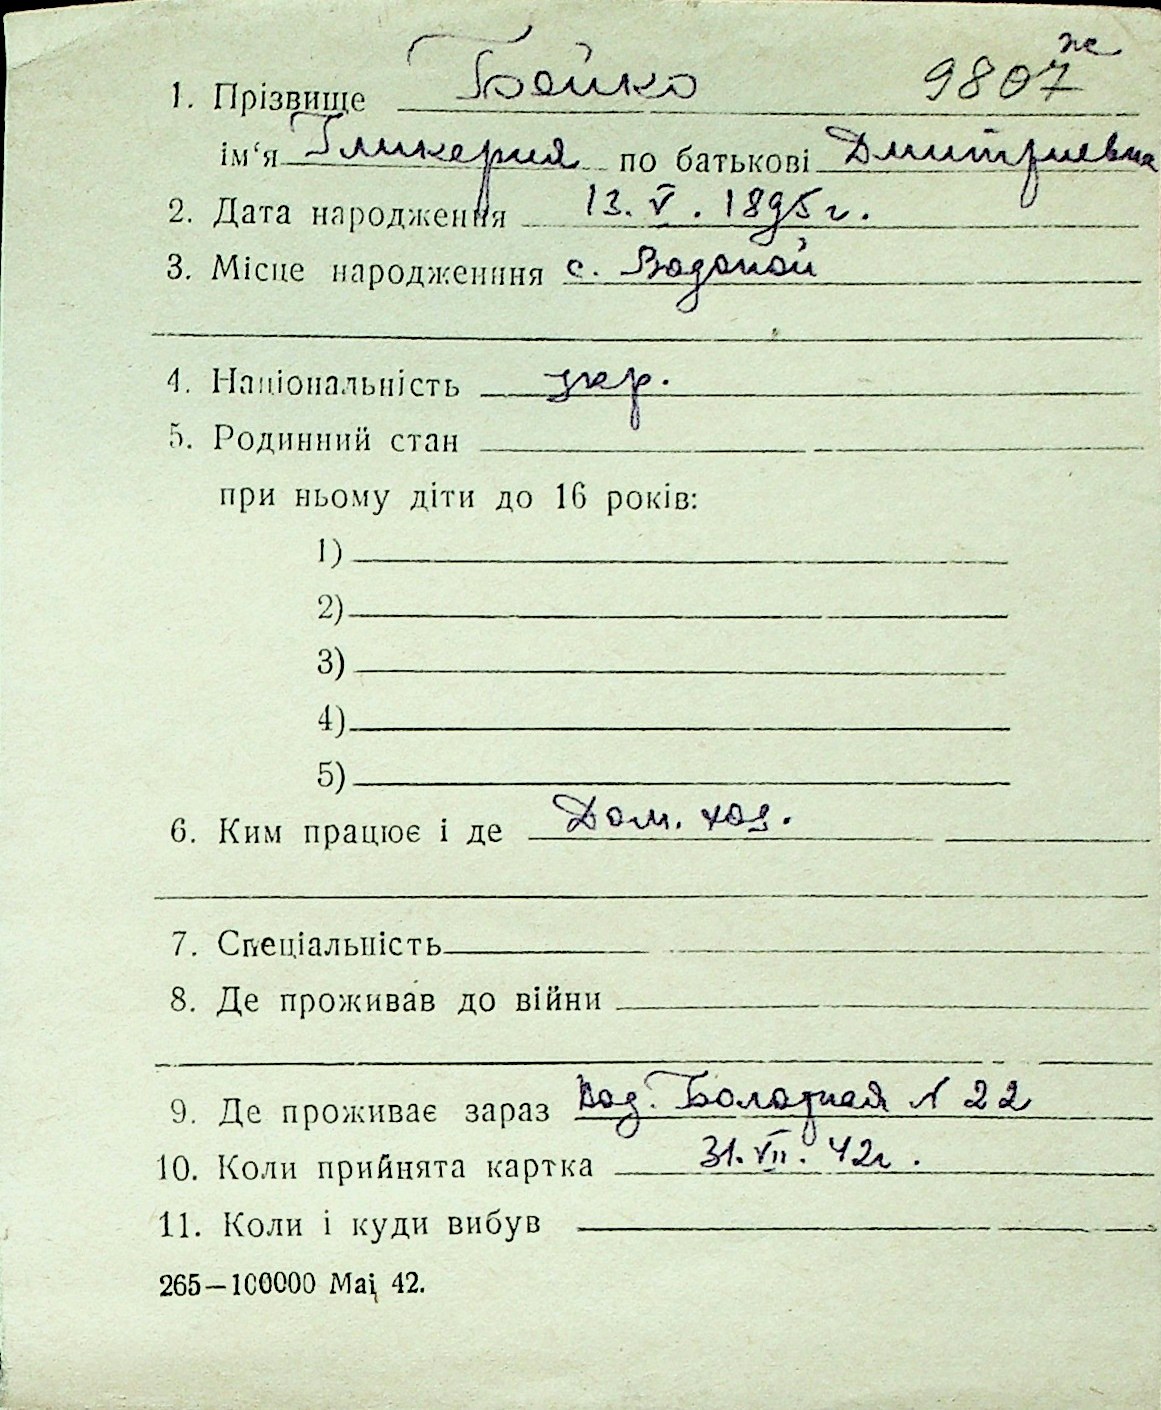 ж
1. Прізвище Бойко 9807
ім'я Гликерия по батькові Дмитриевна
2. Дата народження 13. V. 1895 г.
3. Місце народженння с. Водопой
4. Національність укр.
5. Родинний стан
при ньому діти до 16 років:
1)
2)
3)
4)
5)
6. Ким працює і де Дом. хоз.
7. Спеціальність
8. Де проживав до війни
9. Де проживає зараз Вод. Болотная № 22
10. Коли прийнята картка 31. VII. 42г.
11. Коли і куди вибув
265—100000 Маі 42.